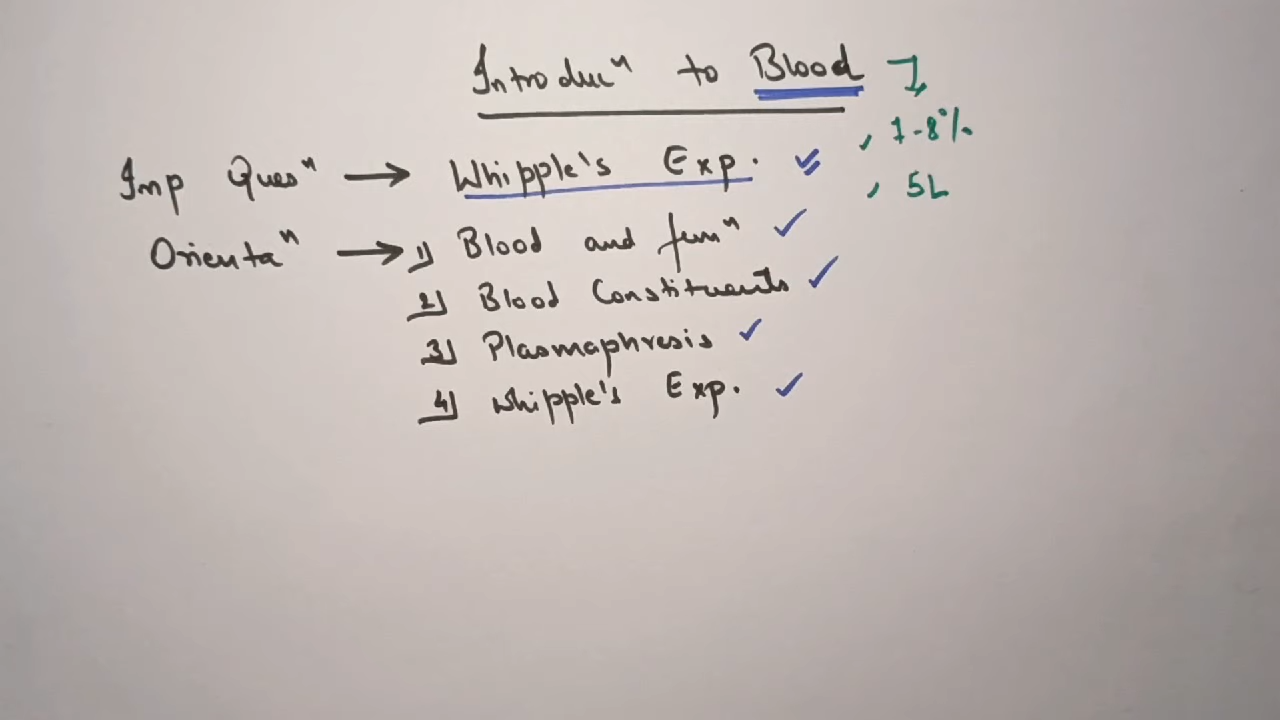 Introducⁿ to Blood
7-8%
Imp Quesⁿ → Whipple's Exp.
5L
Orientaⁿ → 1) Blood and funⁿ
2) Blood Constituents
3) Plasmaphresis
4) Whipple's Exp.